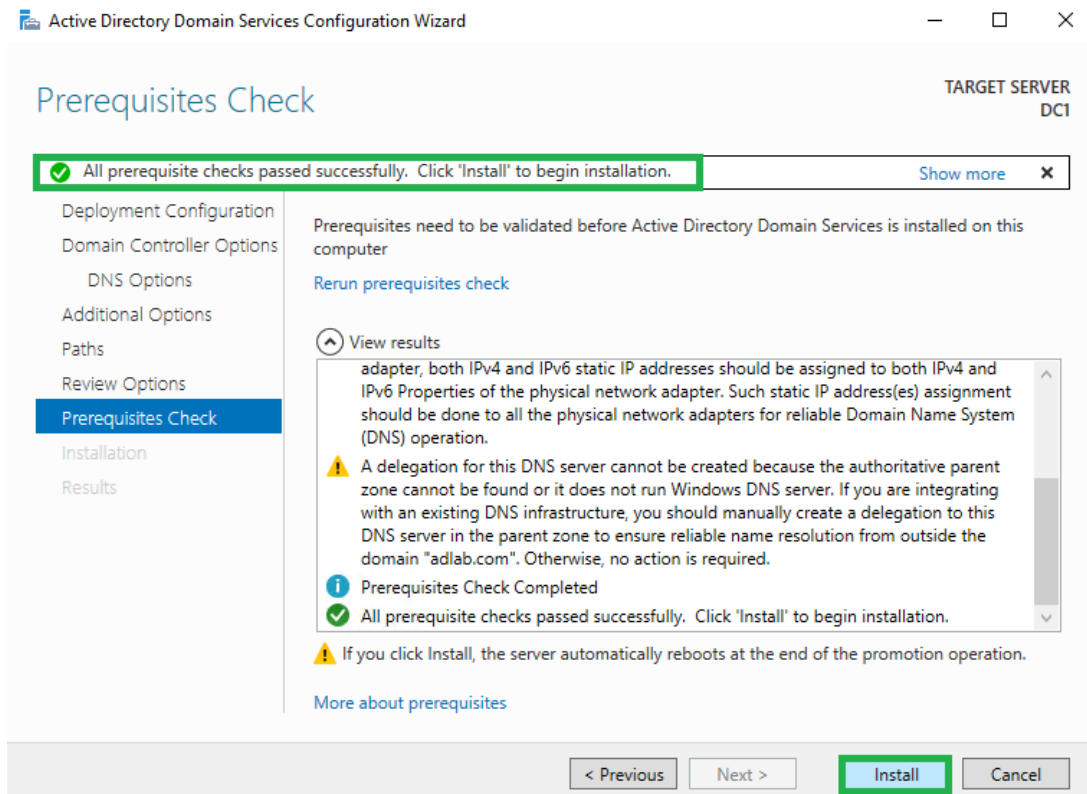 Active Directory Domain Services Configuration Wizard
Prerequisites Check
TARGET SERVER
DC1
All prerequisite checks passed successfully. Click 'Install' to begin installation.
Show more
Deployment Configuration
Domain Controller Options
DNS Options
Additional Options
Paths
Review Options
Prerequisites Check
Installation
Results
Prerequisites need to be validated before Active Directory Domain Services is installed on this
computer
Rerun prerequisites check
View results
adapter, both IPv4 and IPv6 static IP addresses should be assigned to both IPv4 and
IPv6 Properties of the physical network adapter. Such static IP address(es) assignment
should be done to all the physical network adapters for reliable Domain Name System
(DNS) operation.
A delegation for this DNS server cannot be created because the authoritative parent
zone cannot be found or it does not run Windows DNS server. If you are integrating
with an existing DNS infrastructure, you should manually create a delegation to this
DNS server in the parent zone to ensure reliable name resolution from outside the
domain "adlab.com". Otherwise, no action is required.
Prerequisites Check Completed
All prerequisite checks passed successfully. Click 'Install' to begin installation.
If you click Install, the server automatically reboots at the end of the promotion operation.
More about prerequisites
< Previous
Next >
Install
Cancel